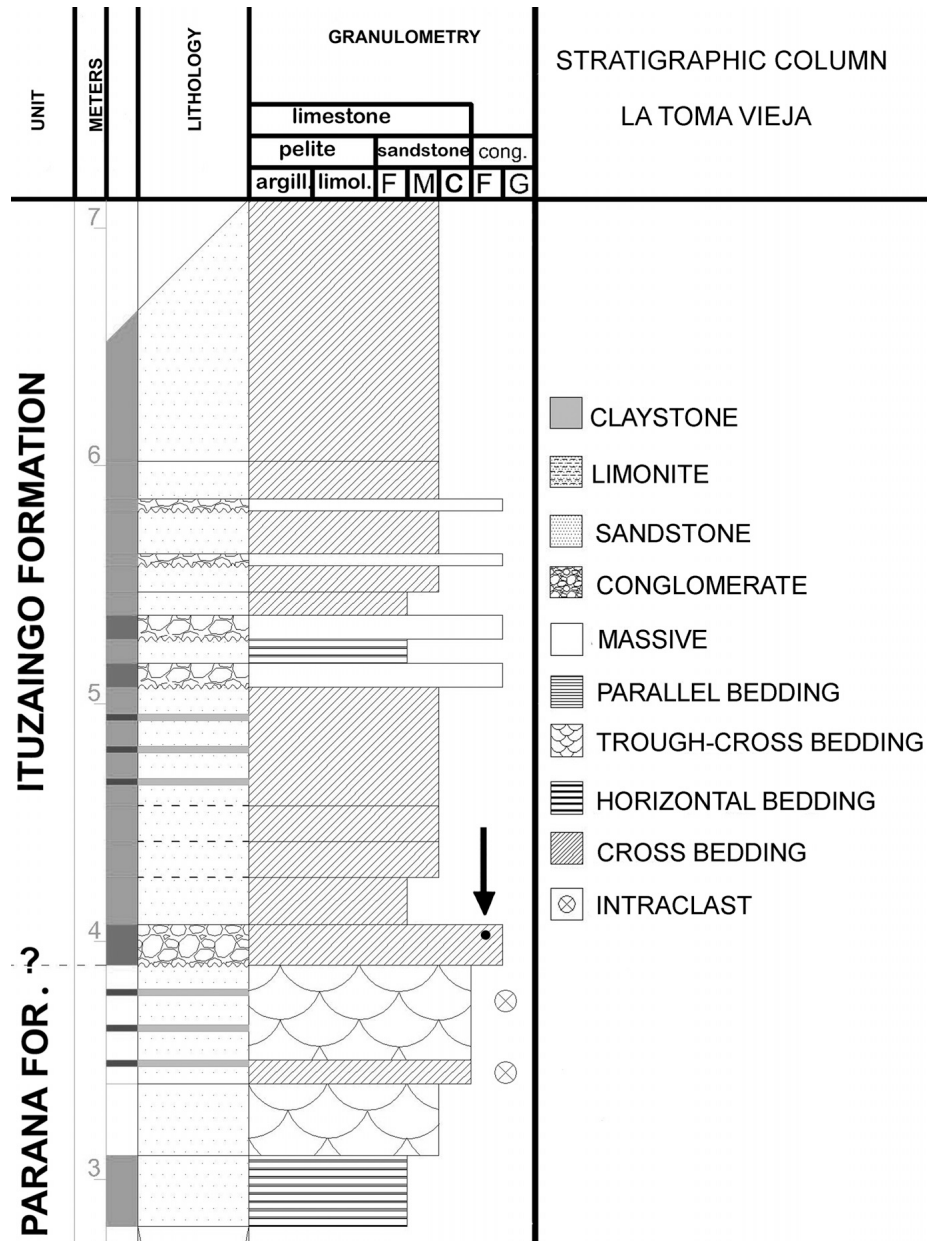 UNIT
METERS
LITHOLOGY
GRANULOMETRY
limestone
pelite
sandstone
cong.
argill.
limol.
F
M
C
F
G
STRATIGRAPHIC COLUMN
LA TOMA VIEJA
7
6
5
4
3
ITUZAINGO FORMATION
PARANA FOR. ?
CLAYSTONE
LIMONITE
SANDSTONE
CONGLOMERATE
MASSIVE
PARALLEL BEDDING
TROUGH-CROSS BEDDING
HORIZONTAL BEDDING
CROSS BEDDING
INTRACLAST